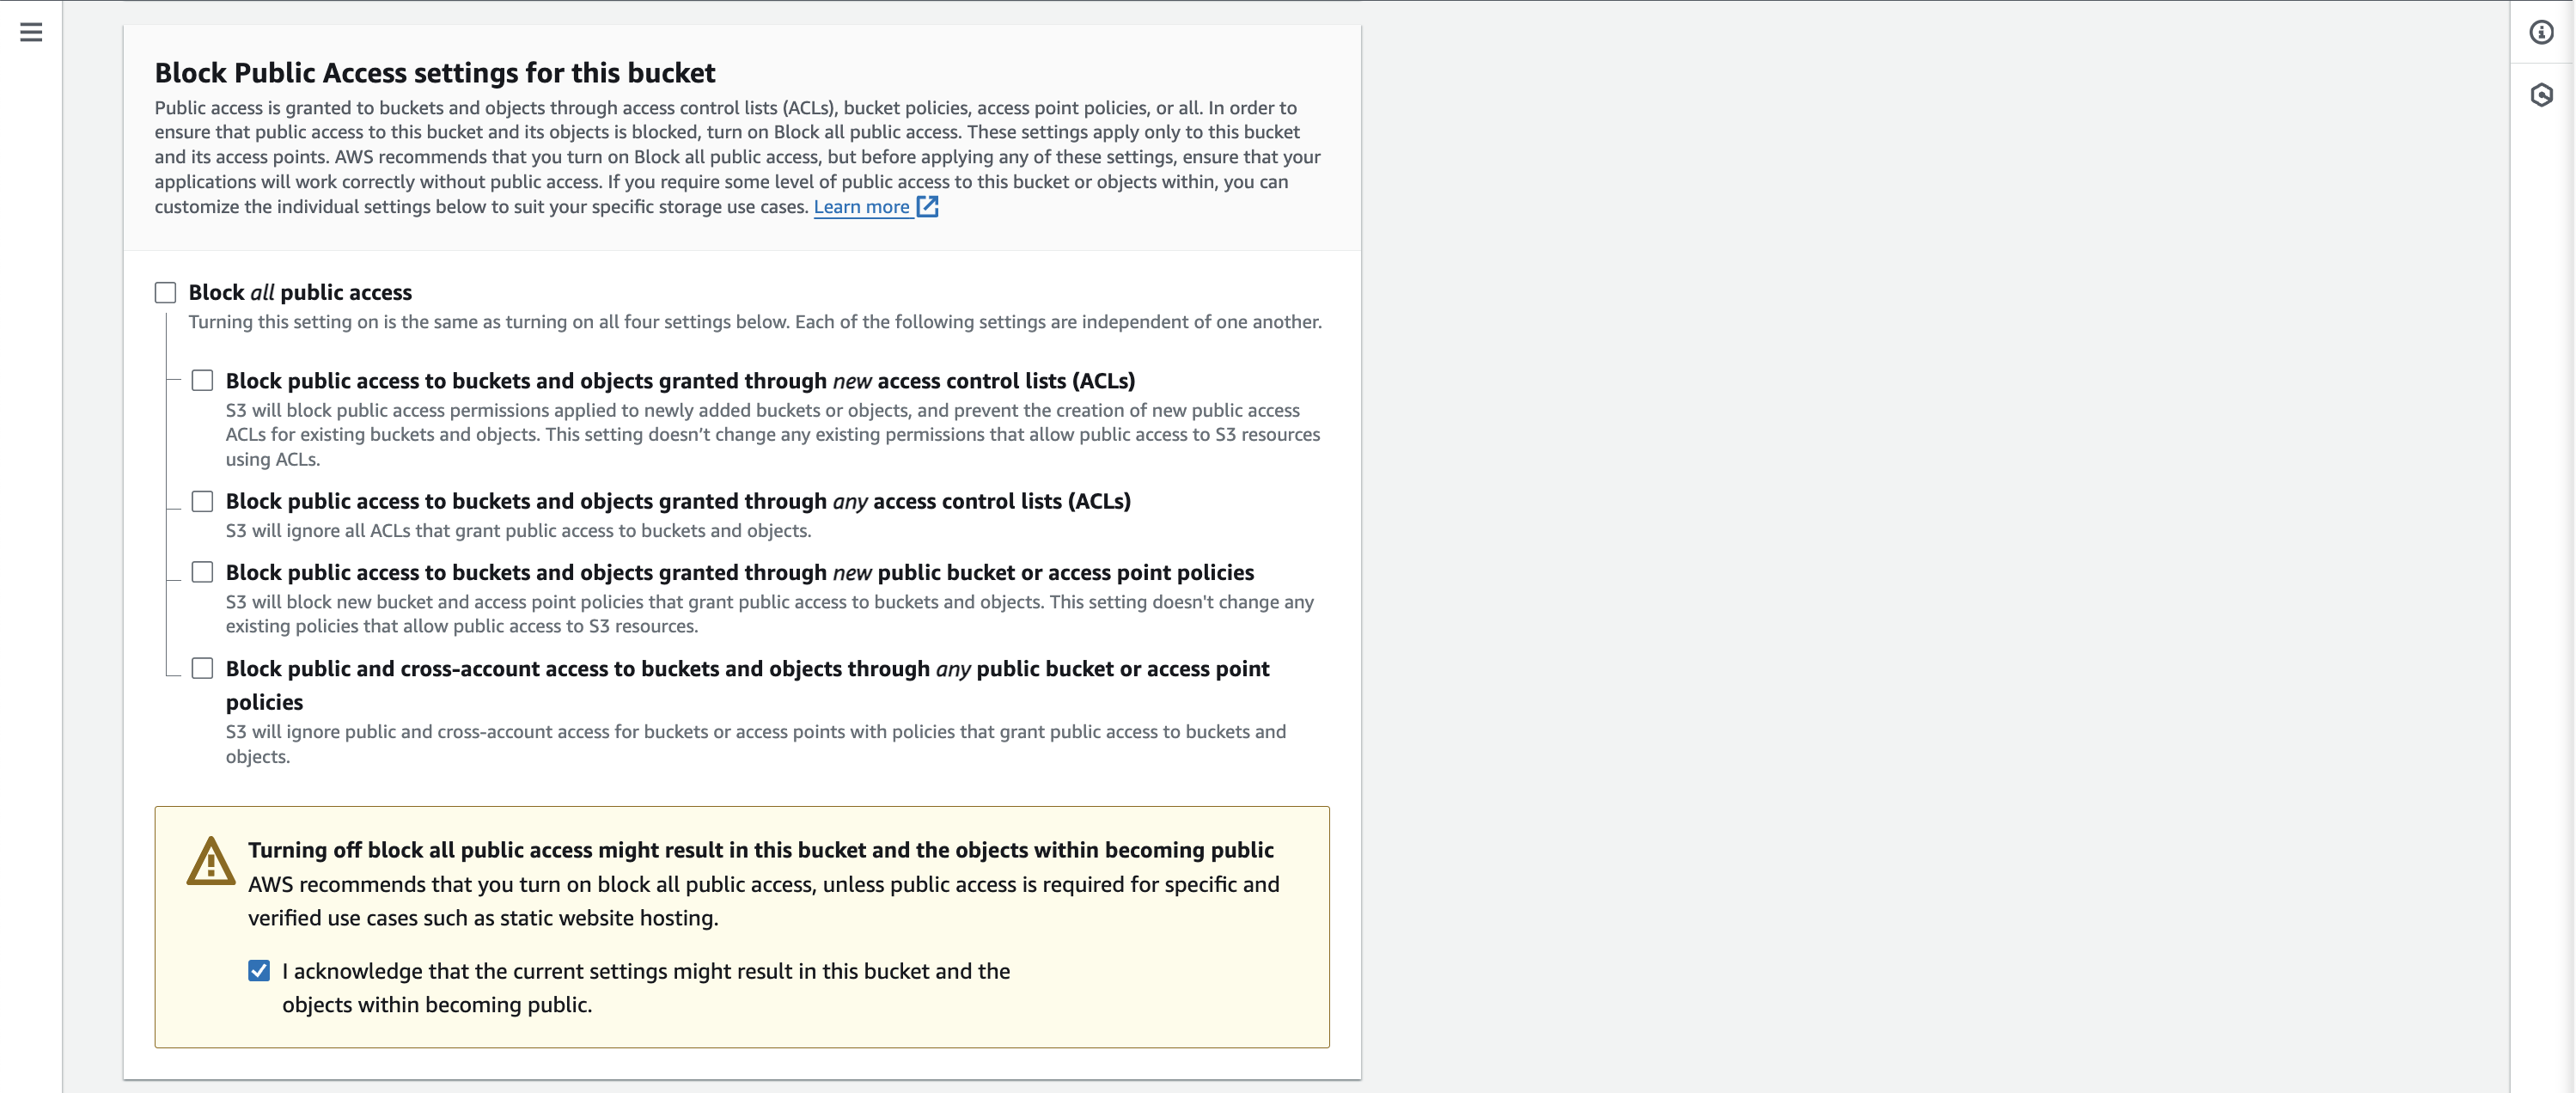 Block Public Access settings for this bucket
Public access is granted to buckets and objects through access control lists (ACLs), bucket policies, access point policies, or all. In order to
ensure that public access to this bucket and its objects is blocked, turn on Block all public access. These settings apply only to this bucket
and its access points. AWS recommends that you turn on Block all public access, but before applying any of these settings, ensure that your
applications will work correctly without public access. If you require some level of public access to this bucket or objects within, you can
customize the individual settings below to suit your specific storage use cases. Learn more
Block all public access
Turning this setting on is the same as turning on all four settings below. Each of the following settings are independent of one another.
Block public access to buckets and objects granted through new access control lists (ACLs)
S3 will block public access permissions applied to newly added buckets or objects, and prevent the creation of new public access
ACLs for existing buckets and objects. This setting doesn’t change any existing permissions that allow public access to S3 resources
using ACLs.
Block public access to buckets and objects granted through any access control lists (ACLs)
S3 will ignore all ACLs that grant public access to buckets and objects.
Block public access to buckets and objects granted through new public bucket or access point policies
S3 will block new bucket and access point policies that grant public access to buckets and objects. This setting doesn't change any
existing policies that allow public access to S3 resources.
Block public and cross-account access to buckets and objects through any public bucket or access point
policies
S3 will ignore public and cross-account access for buckets or access points with policies that grant public access to buckets and
objects.
Turning off block all public access might result in this bucket and the objects within becoming public
AWS recommends that you turn on block all public access, unless public access is required for specific and
verified use cases such as static website hosting.
I acknowledge that the current settings might result in this bucket and the
objects within becoming public.